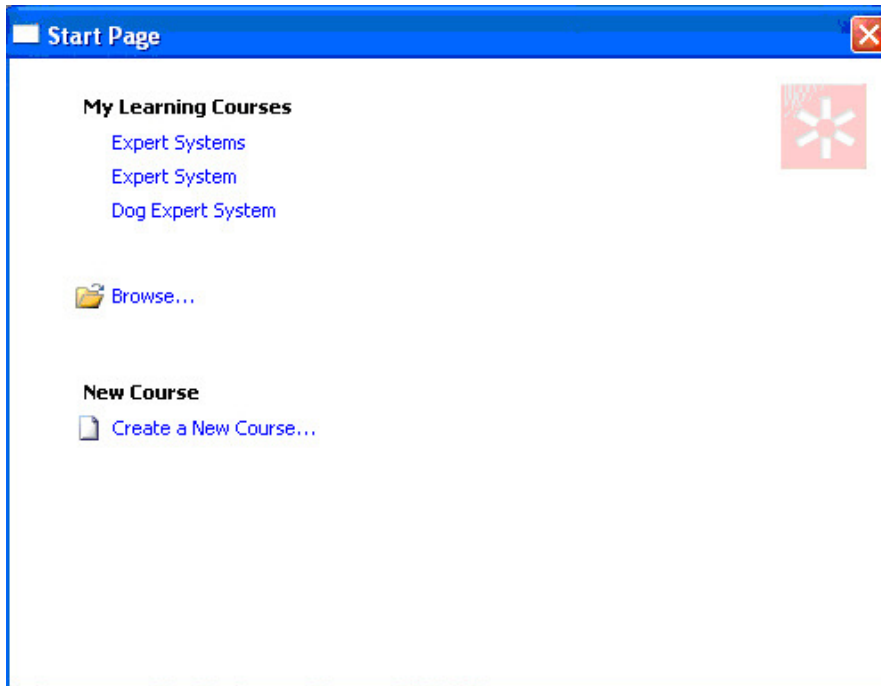 Start Page
My Learning Courses
Expert Systems
Expert System
Dog Expert System
Browse...
New Course
Create a New Course...